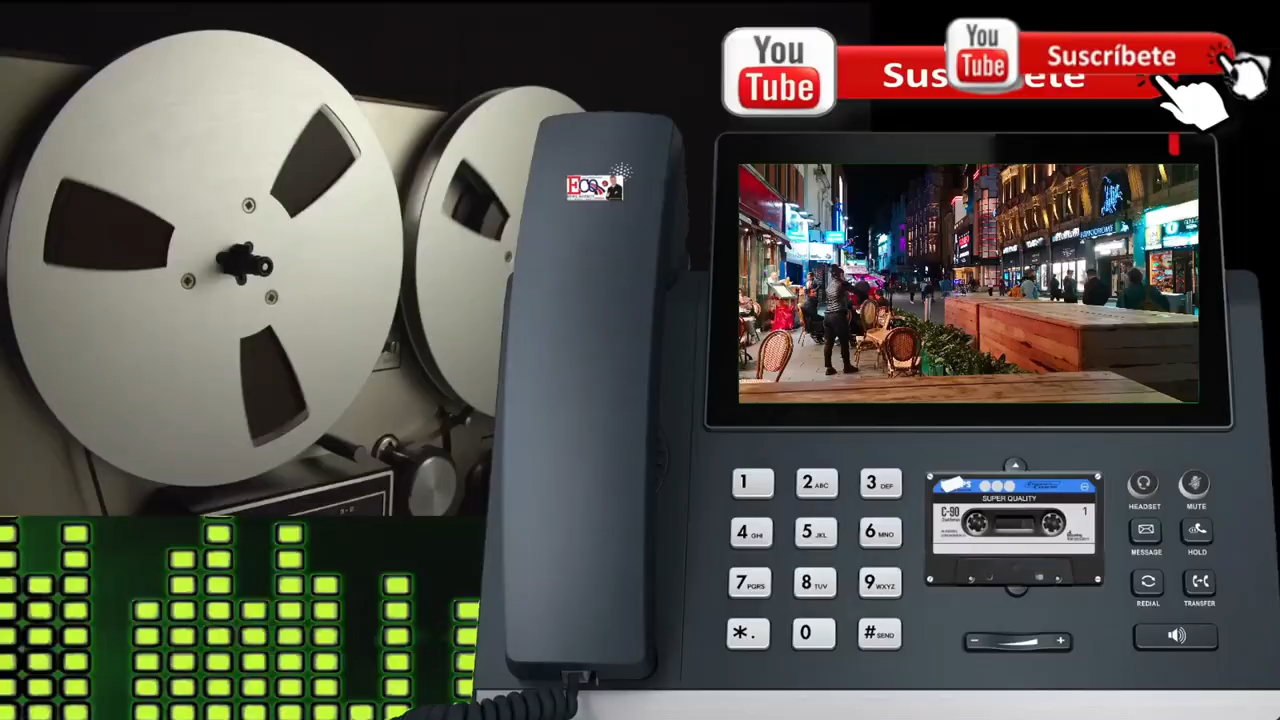 You
Tube
Sus
ete
You
Tube
Suscríbete
1
2 ABC
3 DEF
4 GHI
5 JKL
6 MNO
7 PQRS
8 TUV
9 WXYZ
*.
0
# SEND
SUPER QUALITY
C-90
1
HEADSET
MUTE
MESSAGE
HOLD
REDIAL
TRANSFER
- +